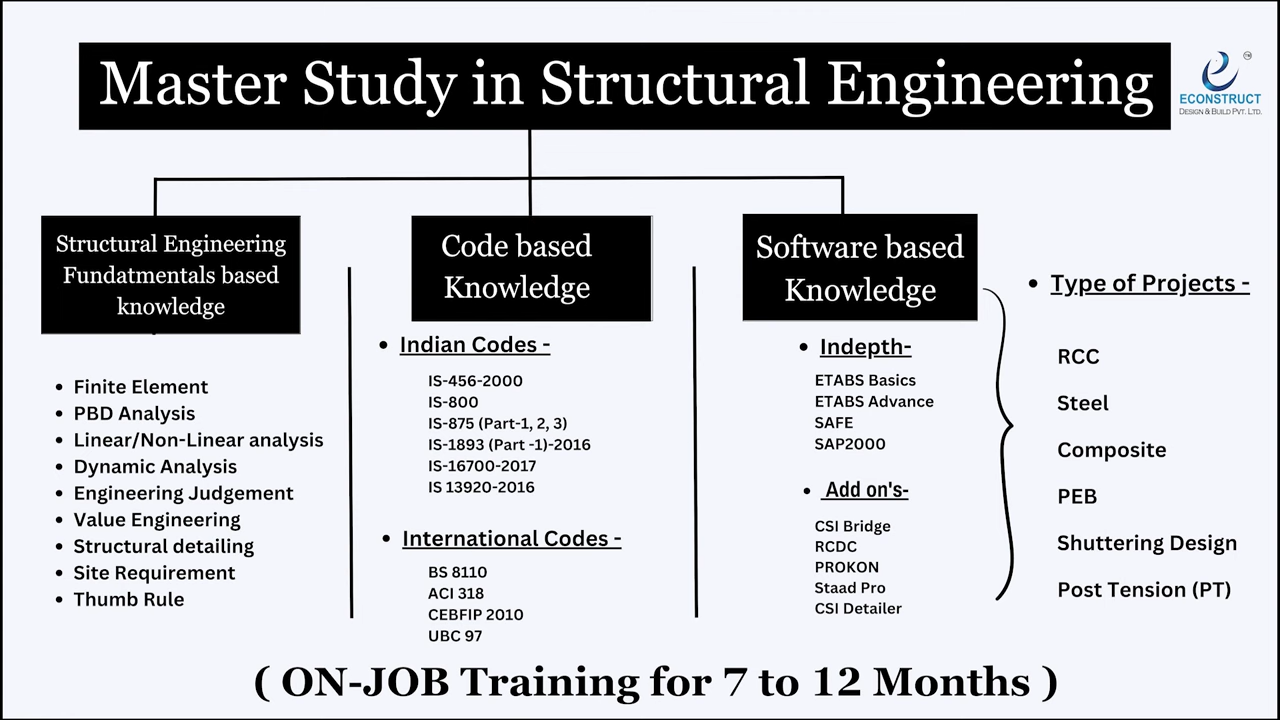 Master Study in Structural Engineering
TM
ECONSTRUCT
DESIGN & BUILD PVT. LTD.
Structural Engineering
Fundatmentals based
knowledge
• Finite Element
• PBD Analysis
• Linear/Non-Linear analysis
• Dynamic Analysis
• Engineering Judgement
• Value Engineering
• Structural detailing
• Site Requirement
• Thumb Rule
Code based
Knowledge
• Indian Codes -
IS-456-2000
IS-800
IS-875 (Part-1, 2, 3)
IS-1893 (Part -1)-2016
IS-16700-2017
IS 13920-2016
• International Codes -
BS 8110
ACI 318
CEBFIP 2010
UBC 97
Software based
Knowledge
• Indepth-
ETABS Basics
ETABS Advance
SAFE
SAP2000
• Add on's-
CSI Bridge
RCDC
PROKON
Staad Pro
CSI Detailer
• Type of Projects -
RCC
Steel
Composite
PEB
Shuttering Design
Post Tension (PT)
( ON-JOB Training for 7 to 12 Months )